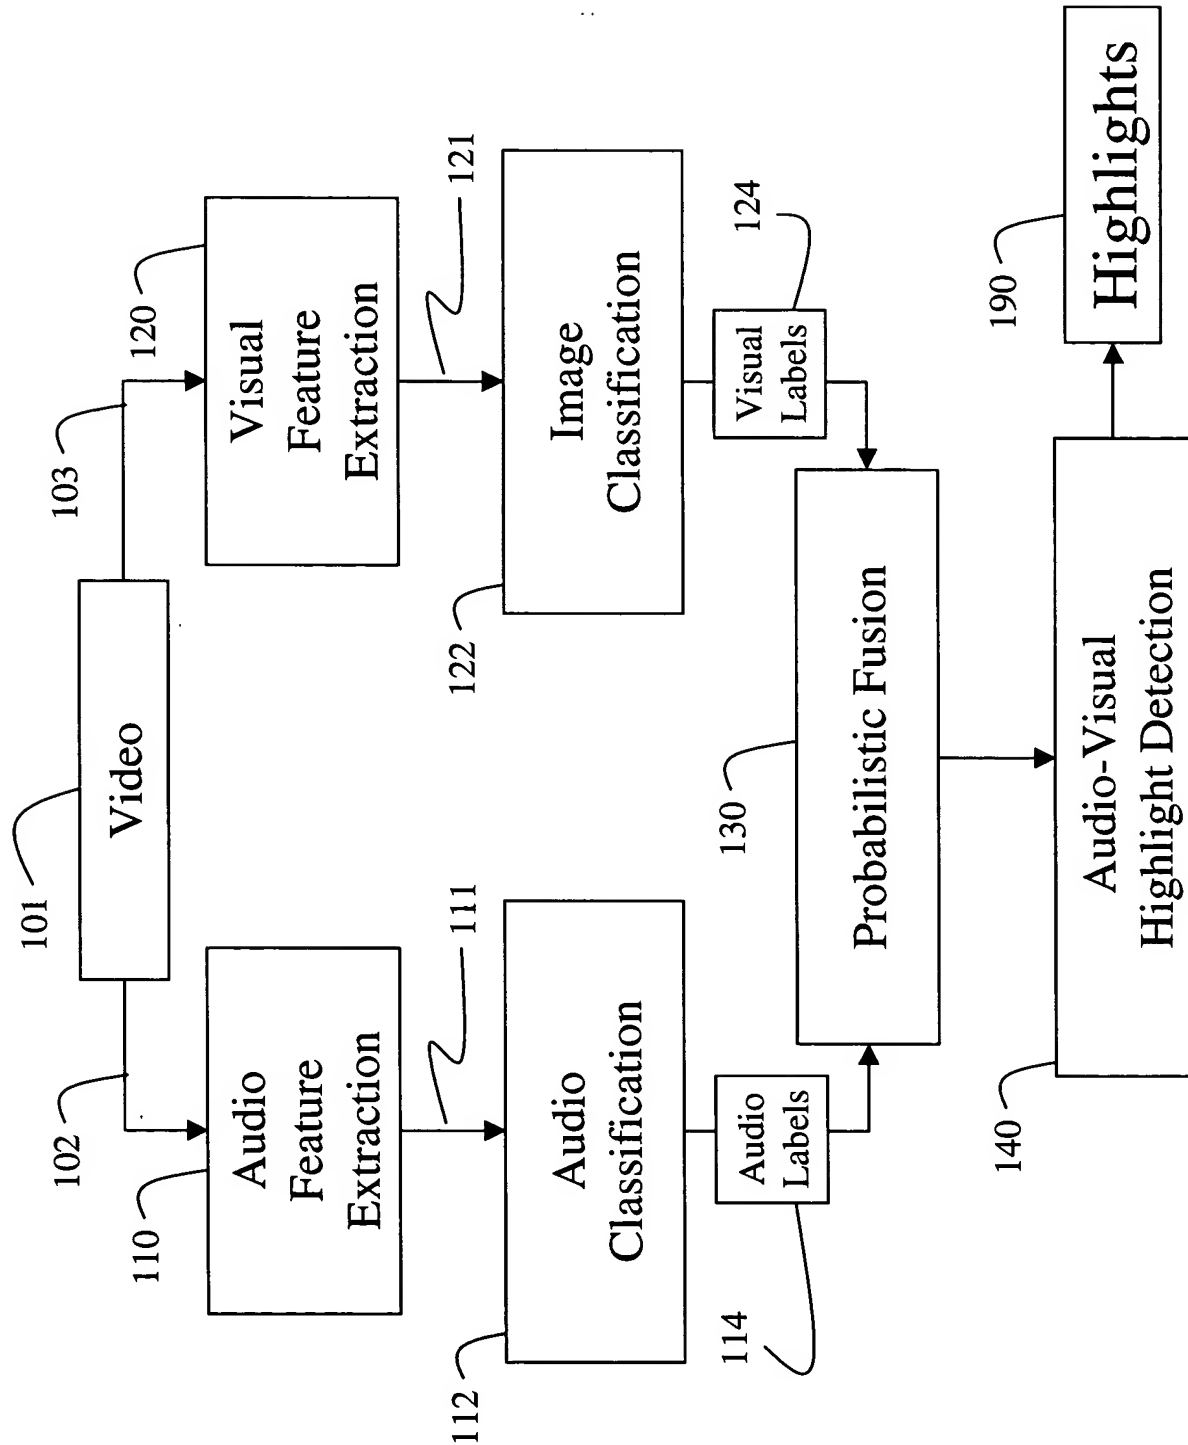 101
Video
102
103
110
Audio
Feature
Extraction
120
Visual
Feature
Extraction
111
121
112
Audio
Classification
122
Image
Classification
114
Audio
Labels
Visual
Labels
124
130
Probabilistic Fusion
140
Audio-Visual
Highlight Detection
190
Highlights